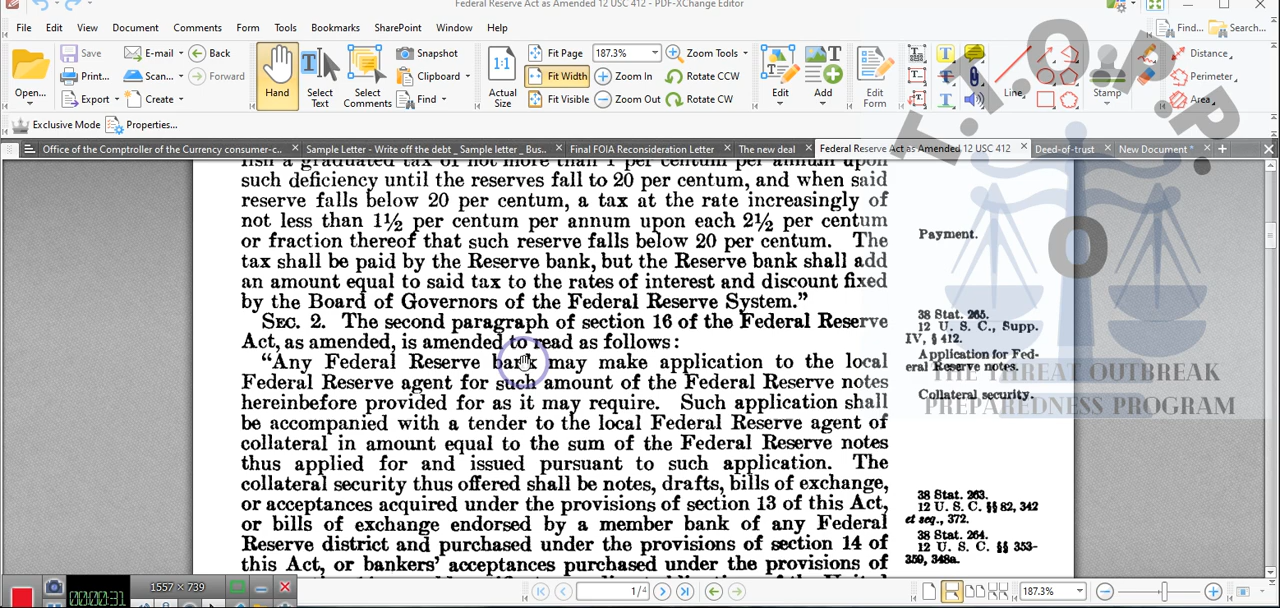 Federal Reserve Act as Amended 12 USC 412 - PDF-XChange Editor
File Edit View Document Comments Form Tools Bookmarks SharePoint Window Help
Find... Search...
Save E-mail Back Snapshot Fit Page 187.3% Zoom Tools Distance,
Print... Scan... Forward Clipboard Fit Width Zoom In Rotate CCW Perimeter,
Open... Export Create Hand Select Text Select Comments Find Actual Size Fit Visible Zoom Out Rotate CW Edit Add Edit Form Line, Stamp Area,
Exclusive Mode Properties...
Office of the Comptroller of the Currency consumer-c... Sample Letter - Write off the debt _ Sample letter _ Bus... Final FOIA Reconsideration Letter The new deal Federal Reserve Act as Amended 12 USC 412 Deed-of-trust New Document *
T.T.O.P.P.
lish a graduated tax of not more than 1 per centum per annum upon
such deficiency until the reserves fall to 20 per centum, and when said
reserve falls below 20 per centum, a tax at the rate increasingly of
not less than 1½ per centum per annum upon each 2½ per centum
or fraction thereof that such reserve falls below 20 per centum. The
tax shall be paid by the Reserve bank, but the Reserve bank shall add
an amount equal to said tax to the rates of interest and discount fixed
by the Board of Governors of the Federal Reserve System.”
SEC. 2. The second paragraph of section 16 of the Federal Reserve
Act, as amended, is amended to read as follows:
“Any Federal Reserve bank may make application to the local
Federal Reserve agent for such amount of the Federal Reserve notes
hereinbefore provided for as it may require. Such application shall
be accompanied with a tender to the local Federal Reserve agent of
collateral in amount equal to the sum of the Federal Reserve notes
thus applied for and issued pursuant to such application. The
collateral security thus offered shall be notes, drafts, bills of exchange,
or acceptances acquired under the provisions of section 13 of this Act,
or bills of exchange endorsed by a member bank of any Federal
Reserve district and purchased under the provisions of section 14 of
this Act, or bankers’ acceptances purchased under the provisions of
Payment.
38 Stat. 265.
12 U. S. C., Supp.
IV, § 412.
Application for Fed-
eral Reserve notes.
Collateral security.
THE THREAT OUTBREAK
PREPAREDNESS PROGRAM
38 Stat. 263.
12 U. S. C. §§ 82, 342
et seq., 372.
38 Stat. 264.
12 U. S. C. §§ 353-
359, 348a.
00:00:31 1557 × 739 1/4 187.3%